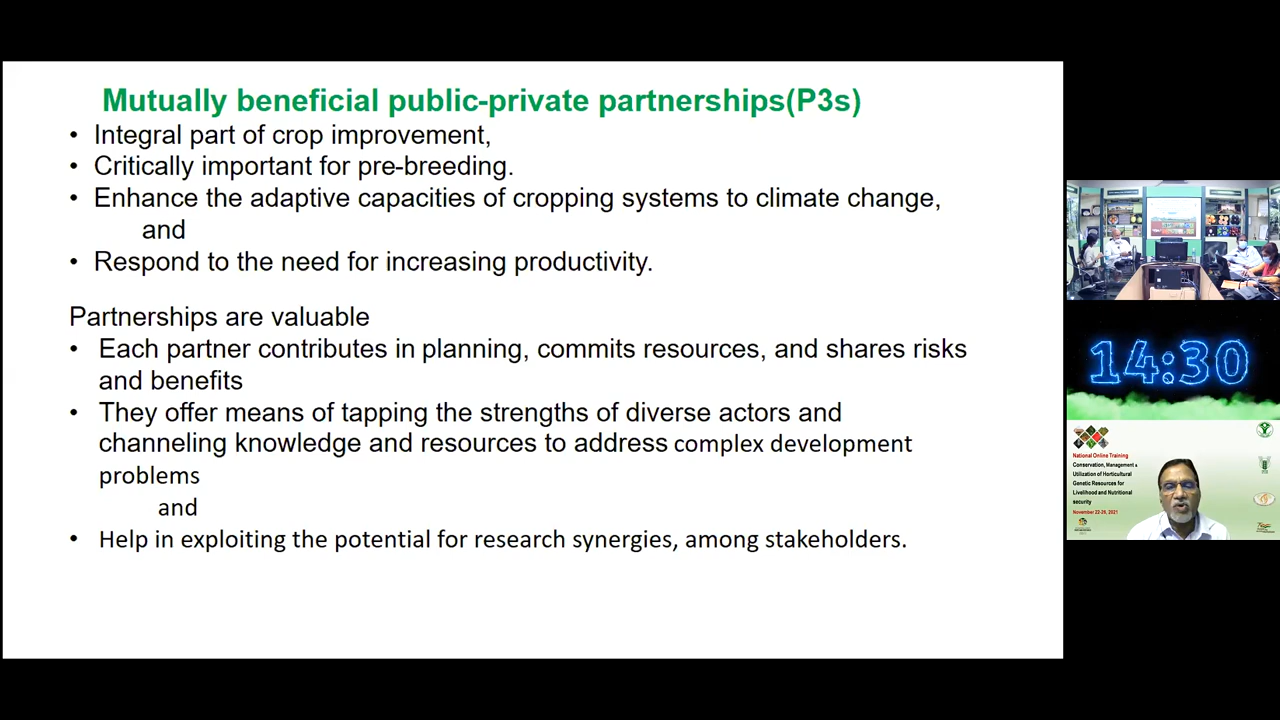 Mutually beneficial public-private partnerships(P3s)
• Integral part of crop improvement,
• Critically important for pre-breeding.
• Enhance the adaptive capacities of cropping systems to climate change,
and
• Respond to the need for increasing productivity.
Partnerships are valuable
• Each partner contributes in planning, commits resources, and shares risks
and benefits
• They offer means of tapping the strengths of diverse actors and
channeling knowledge and resources to address complex development
problems
and
• Help in exploiting the potential for research synergies, among stakeholders.
14:30
National Online Training
Conservation, Management &
Utilization of Horticultural
Genetic Resources for
Livelihood and Nutritional
security
November 22-26, 2021